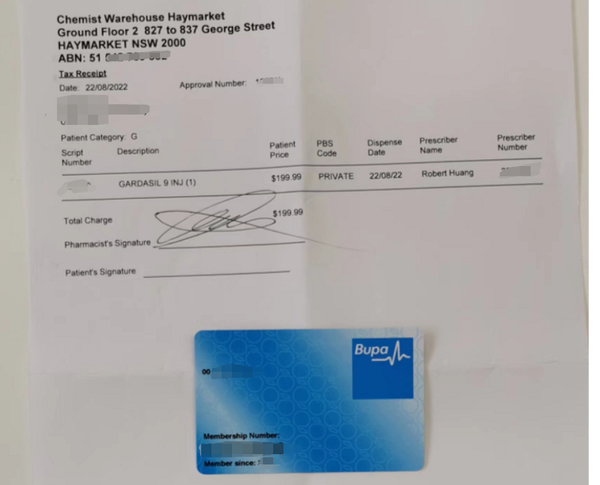 Chemist Warehouse Haymarket
Ground Floor 2 827 to 837 George Street
HAYMARKET NSW 2000
ABN: 51
Tax Receipt
Date: 22/08/2022 Approval Number:
Patient Category: G
Script Number Description Patient Price PBS Code Dispense Date Prescriber Name Prescriber Number
GARDASIL 9 INJ (1) $199.99 PRIVATE 22/08/22 Robert Huang
Total Charge $199.99
Pharmacist's Signature
Patient's Signature
Bupa
00
Membership Number:
Member since: